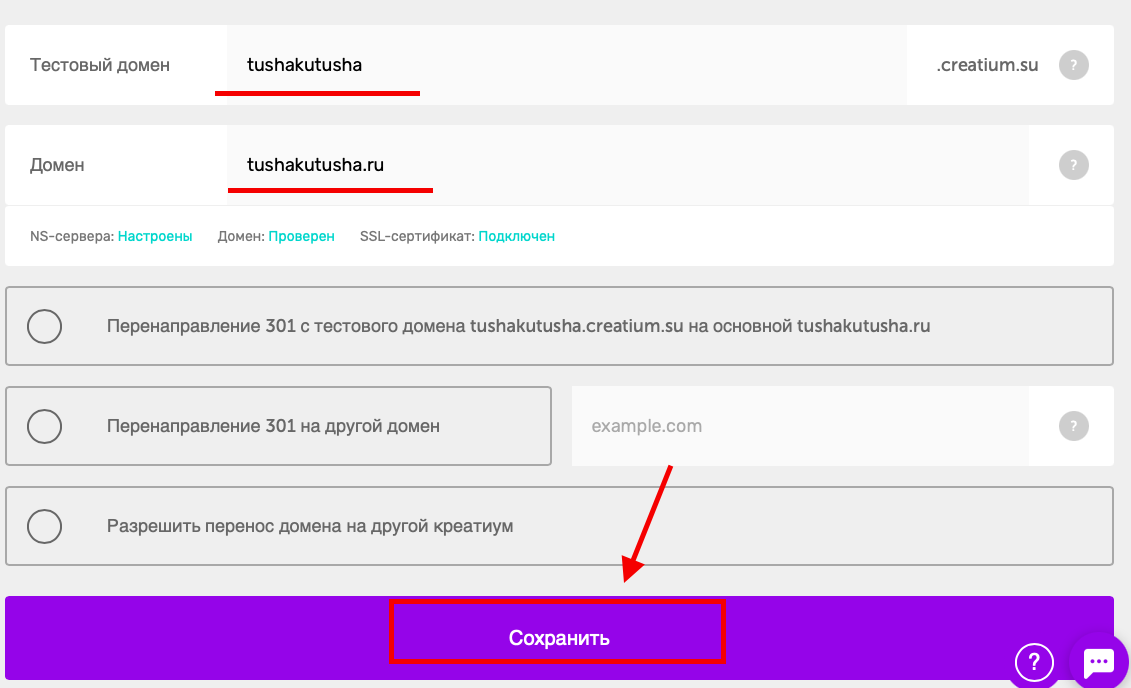 Тестовый домен tushakutusha .creatium.su ?
Домен tushakutusha.ru ?
NS-сервера: Настроены Домен: Проверен SSL-сертификат: Подключен
Перенаправление 301 с тестового домена tushakutusha.creatium.su на основной tushakutusha.ru
Перенаправление 301 на другой домен example.com ?
Разрешить перенос домена на другой креатиум
Сохранить
?